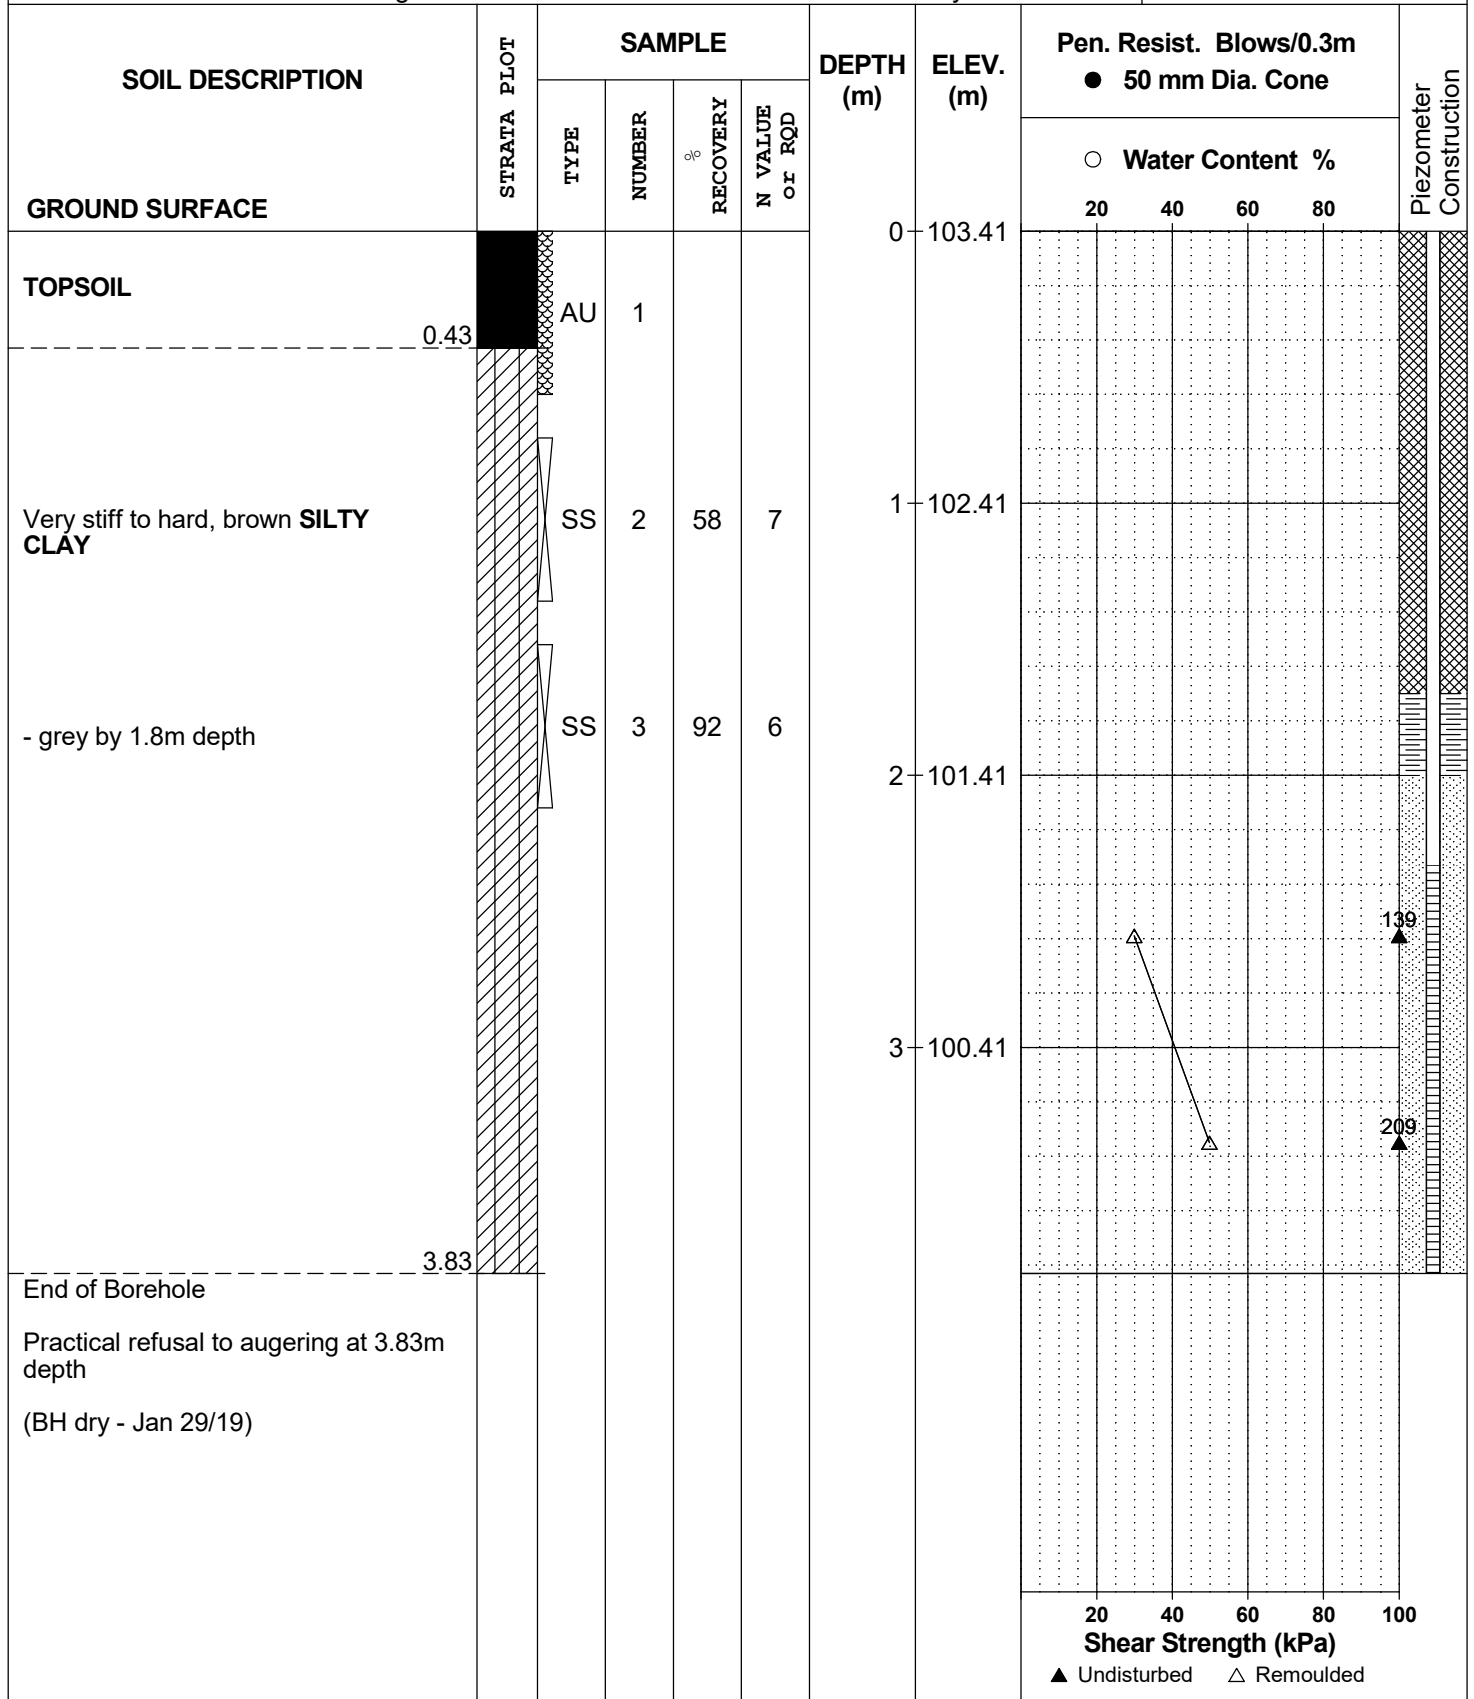 SOIL DESCRIPTION
GROUND SURFACE
STRATA PLOT
SAMPLE
TYPE
NUMBER
%
RECOVERY
N VALUE
or RQD
DEPTH
(m)
ELEV.
(m)
Pen. Resist. Blows/0.3m
● 50 mm Dia. Cone
○ Water Content %
20 40 60 80
Piezometer
Construction
0 103.41
TOPSOIL
0.43
AU 1
Very stiff to hard, brown SILTY
CLAY
SS 2 58 7
1 102.41
- grey by 1.8m depth
SS 3 92 6
2 101.41
139
3 100.41
209
3.83
End of Borehole
Practical refusal to augering at 3.83m
depth
(BH dry - Jan 29/19)
20 40 60 80 100
Shear Strength (kPa)
▲ Undisturbed △ Remoulded